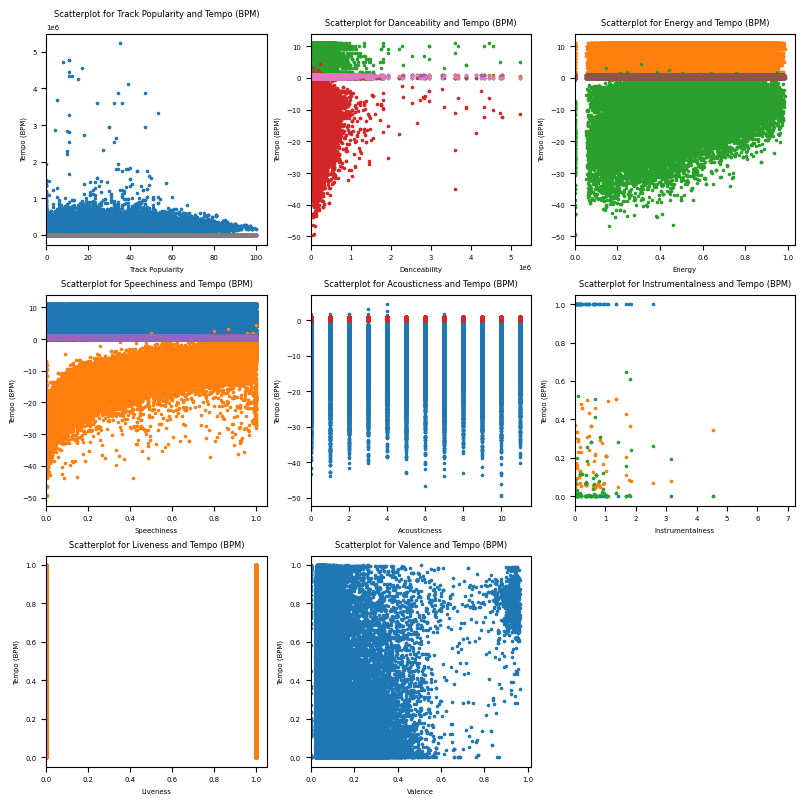 Scatterplot for Track Popularity and Tempo (BPM)
1e6
5
4
3
2
1
0
Tempo (BPM)
0 20 40 60 80 100
Track Popularity
Scatterplot for Danceability and Tempo (BPM)
10
0
−10
−20
−30
−40
−50
Tempo (BPM)
0 1 2 3 4 5
1e6
Danceability
Scatterplot for Energy and Tempo (BPM)
10
0
−10
−20
−30
−40
−50
Tempo (BPM)
0.0 0.2 0.4 0.6 0.8 1.0
Energy
Scatterplot for Speechiness and Tempo (BPM)
10
0
−10
−20
−30
−40
−50
Tempo (BPM)
0.0 0.2 0.4 0.6 0.8 1.0
Speechiness
Scatterplot for Acousticness and Tempo (BPM)
0
−10
−20
−30
−40
−50
Tempo (BPM)
0 2 4 6 8 10
Acousticness
Scatterplot for Instrumentalness and Tempo (BPM)
1.0
0.8
0.6
0.4
0.2
0.0
Tempo (BPM)
0 1 2 3 4 5 6 7
Instrumentalness
Scatterplot for Liveness and Tempo (BPM)
1.0
0.8
0.6
0.4
0.2
0.0
Tempo (BPM)
0.0 0.2 0.4 0.6 0.8 1.0
Liveness
Scatterplot for Valence and Tempo (BPM)
1.0
0.8
0.6
0.4
0.2
0.0
Tempo (BPM)
0.0 0.2 0.4 0.6 0.8 1.0
Valence